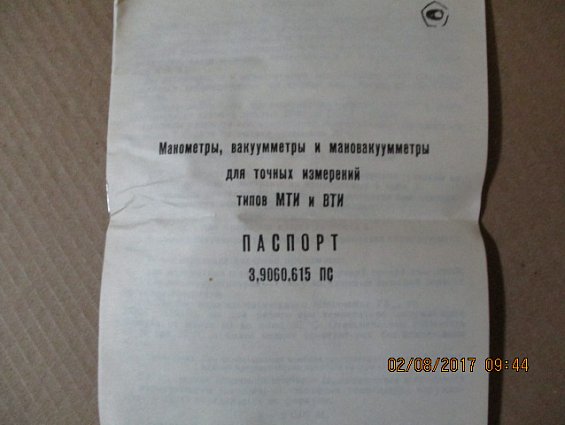 Манометры, вакуумметры и мановакуумметры
для точных измерений
типов МТИ и ВТИ
ПАСПОРТ
3,9060.615 ПС
02/08/2017 09:44